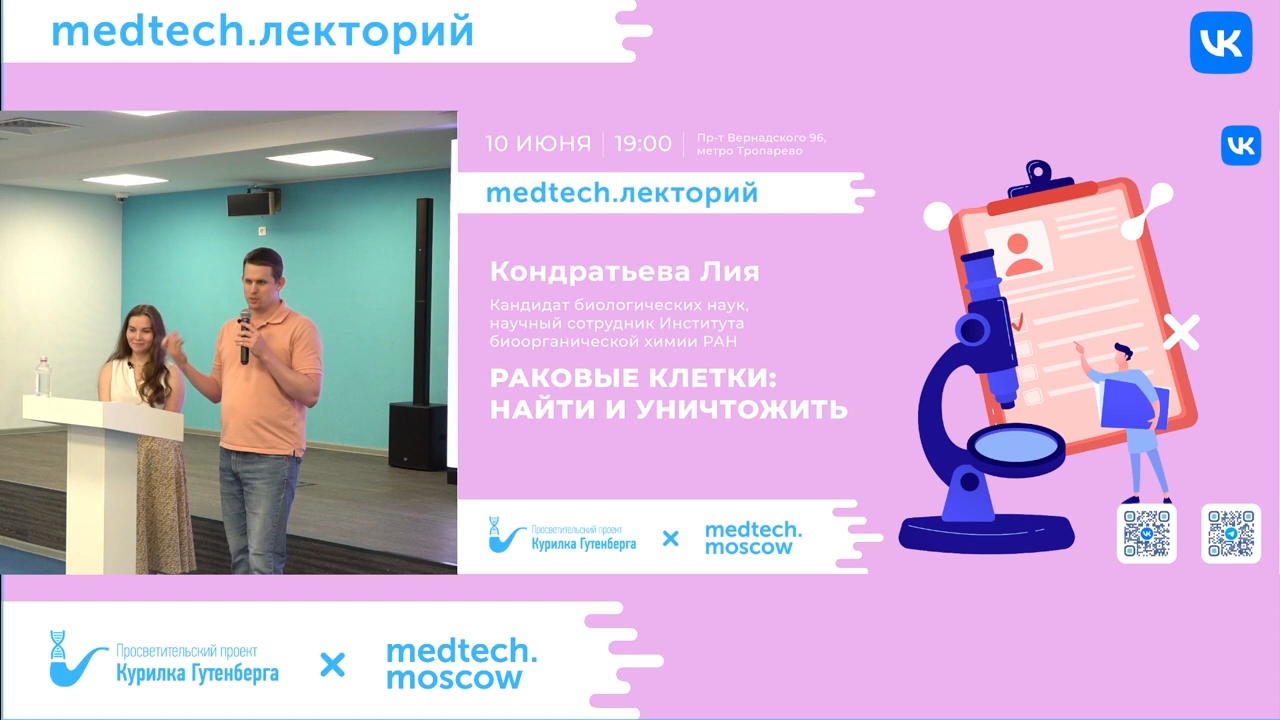 medtech.лекторий
10 ИЮНЯ
19:00
Пр-т Вернадского 96,
метро Тропарево
medtech.лекторий
Кондратьева Лия
Кандидат биологических наук,
научный сотрудник Института
биоорганической химии РАН
РАКОВЫЕ КЛЕТКИ:
НАЙТИ И УНИЧТОЖИТЬ
Просветительский проект
Курилка Гутенберга
medtech.
moscow
Просветительский проект
Курилка Гутенберга
medtech.
moscow
VK
VK